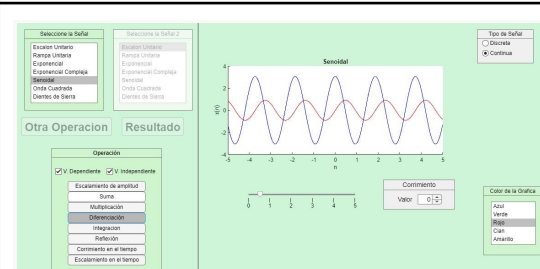 Seleccione la Señal
Escalon Unitario
Rampa Unitaria
Exponencial
Exponencial Compleja
Senoidal
Onda Cuadrada
Dientes de Sierra
Seleccione la Señal 2
Escalon Unitario
Rampa Unitaria
Exponencial
Exponencial Compleja
Senoidal
Onda Cuadrada
Dientes de Sierra
Otra Operacion
Resultado
Operación
V. Dependiente
V. Independiente
Escalamiento de amplitud
Suma
Multiplicación
Diferenciación
Integracion
Reflexión
Corrimiento en el tiempo
Escalamiento en el tiempo
Senoidal
x(n)
4
2
0
-2
-4
-5 -4 -3 -2 -1 0 1 2 3 4 5
n
0 1 2 3 4 5
Corrimiento
Valor 0
Tipo de Señal
Discreta
Continua
Color de la Grafica
Azul
Verde
Rojo
Cian
Amarillo